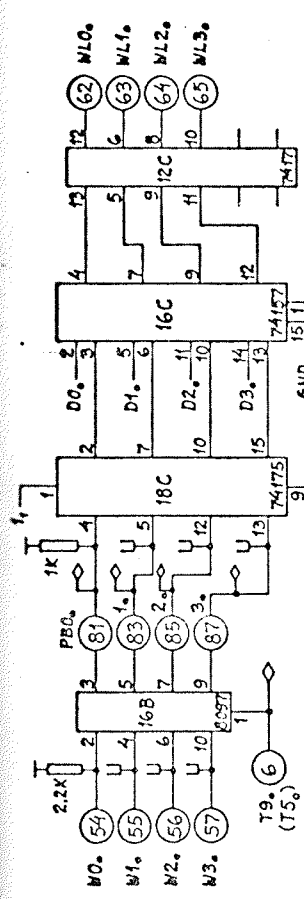 WL0.
WL1.
WL2.
WL3.
62
63
64
65
12
6
8
10
12C
7417
13
5
9
11
4
7
9
12
16C
74157
15
1
GND
2
3
5
6
11
10
14
13
D0.
D1.
D2.
D3.
2
7
10
15
1
18C
74175
9
4
5
12
13
1K
PB0.
1.
2.
3.
81
83
85
87
3
5
7
9
16B
8097
1
2
4
6
10
2.2K
54
55
56
57
W0.
W1.
W2.
W3.
6
T9.
(T5.)